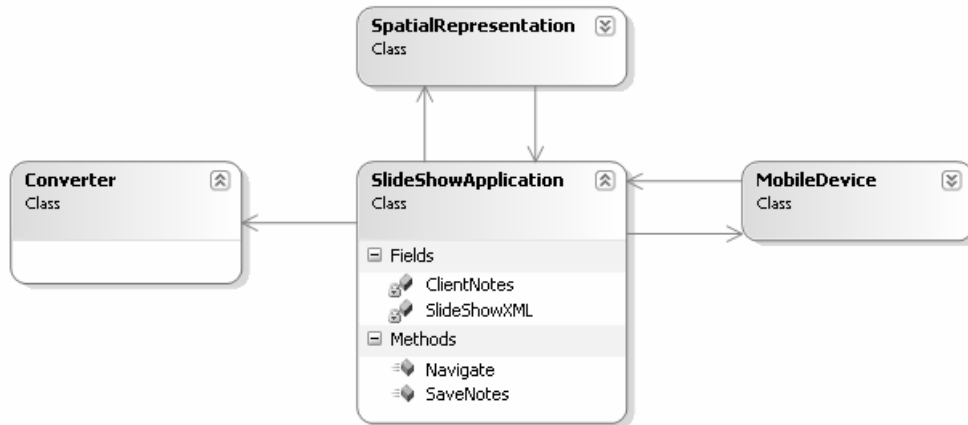 SpatialRepresentation
Class
Converter
Class
SlideShowApplication
Class
Fields
ClientNotes
SlideShowXML
Methods
Navigate
SaveNotes
MobileDevice
Class